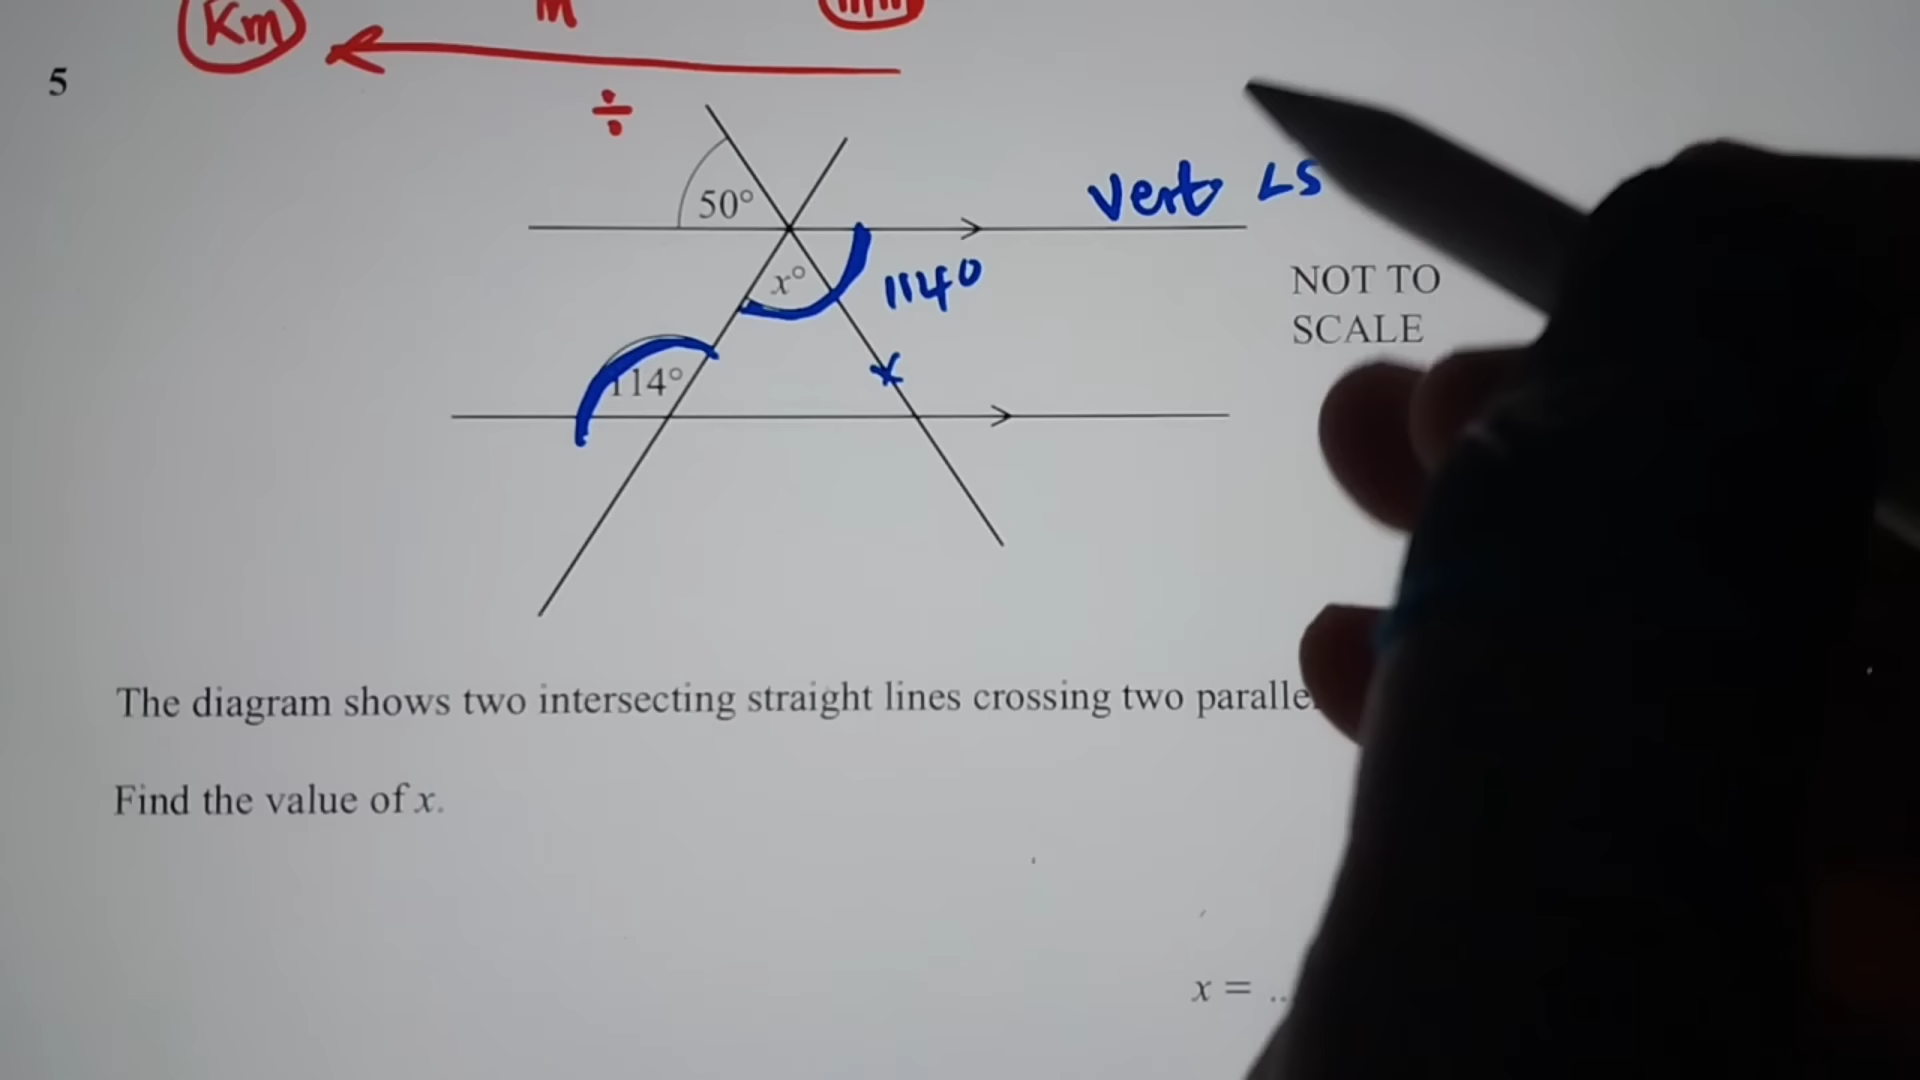 Km
m
mm
÷
5
50°
Vert ∠s
x°
114°
NOT TO
SCALE
114°
x
The diagram shows two intersecting straight lines crossing two
Find the value of x.
x = ..